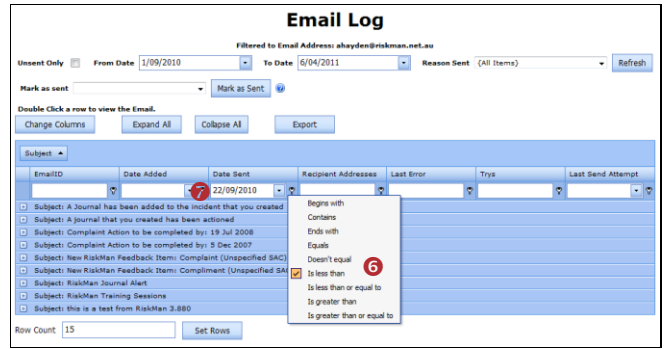 Email Log
Filtered to Email Address: ahayden@riskman.net.au
Unsent Only From Date 1/09/2010 To Date 6/04/2011 Reason Sent {All Items} Refresh
Mark as sent Mark as Sent
Double Click a row to view the Email.
Change Columns Expand All Collapse All Export
Subject
EmailID Date Added Date Sent Recipient Addresses Last Error Trys Last Send Attempt
7 22/09/2010
Subject: A Journal has been added to the incident that you created
Subject: A journal that you created has been actioned
Subject: Complaint Action to be completed by: 19 Jul 2008
Subject: Complaint Action to be completed by: 5 Dec 2007
Subject: New RiskMan Feedback Item: Complaint (Unspecified SAC)
Subject: New RiskMan Feedback Item: Compliment (Unspecified SA
Subject: RiskMan Journal Alert
Subject: RiskMan Training Sessions
Subject: this is a test from RiskMan 3.880
Begins with
Contains
Ends with
Equals
Doesn't equal
Is less than 6
Is less than or equal to
Is greater than
Is greater than or equal to
Row Count 15 Set Rows